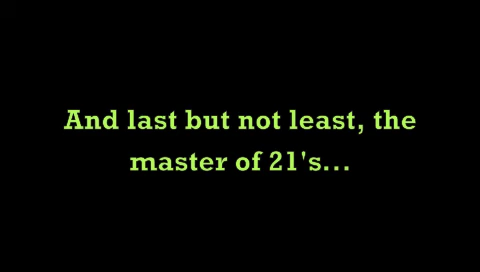 And last but not least, the
master of 21's...